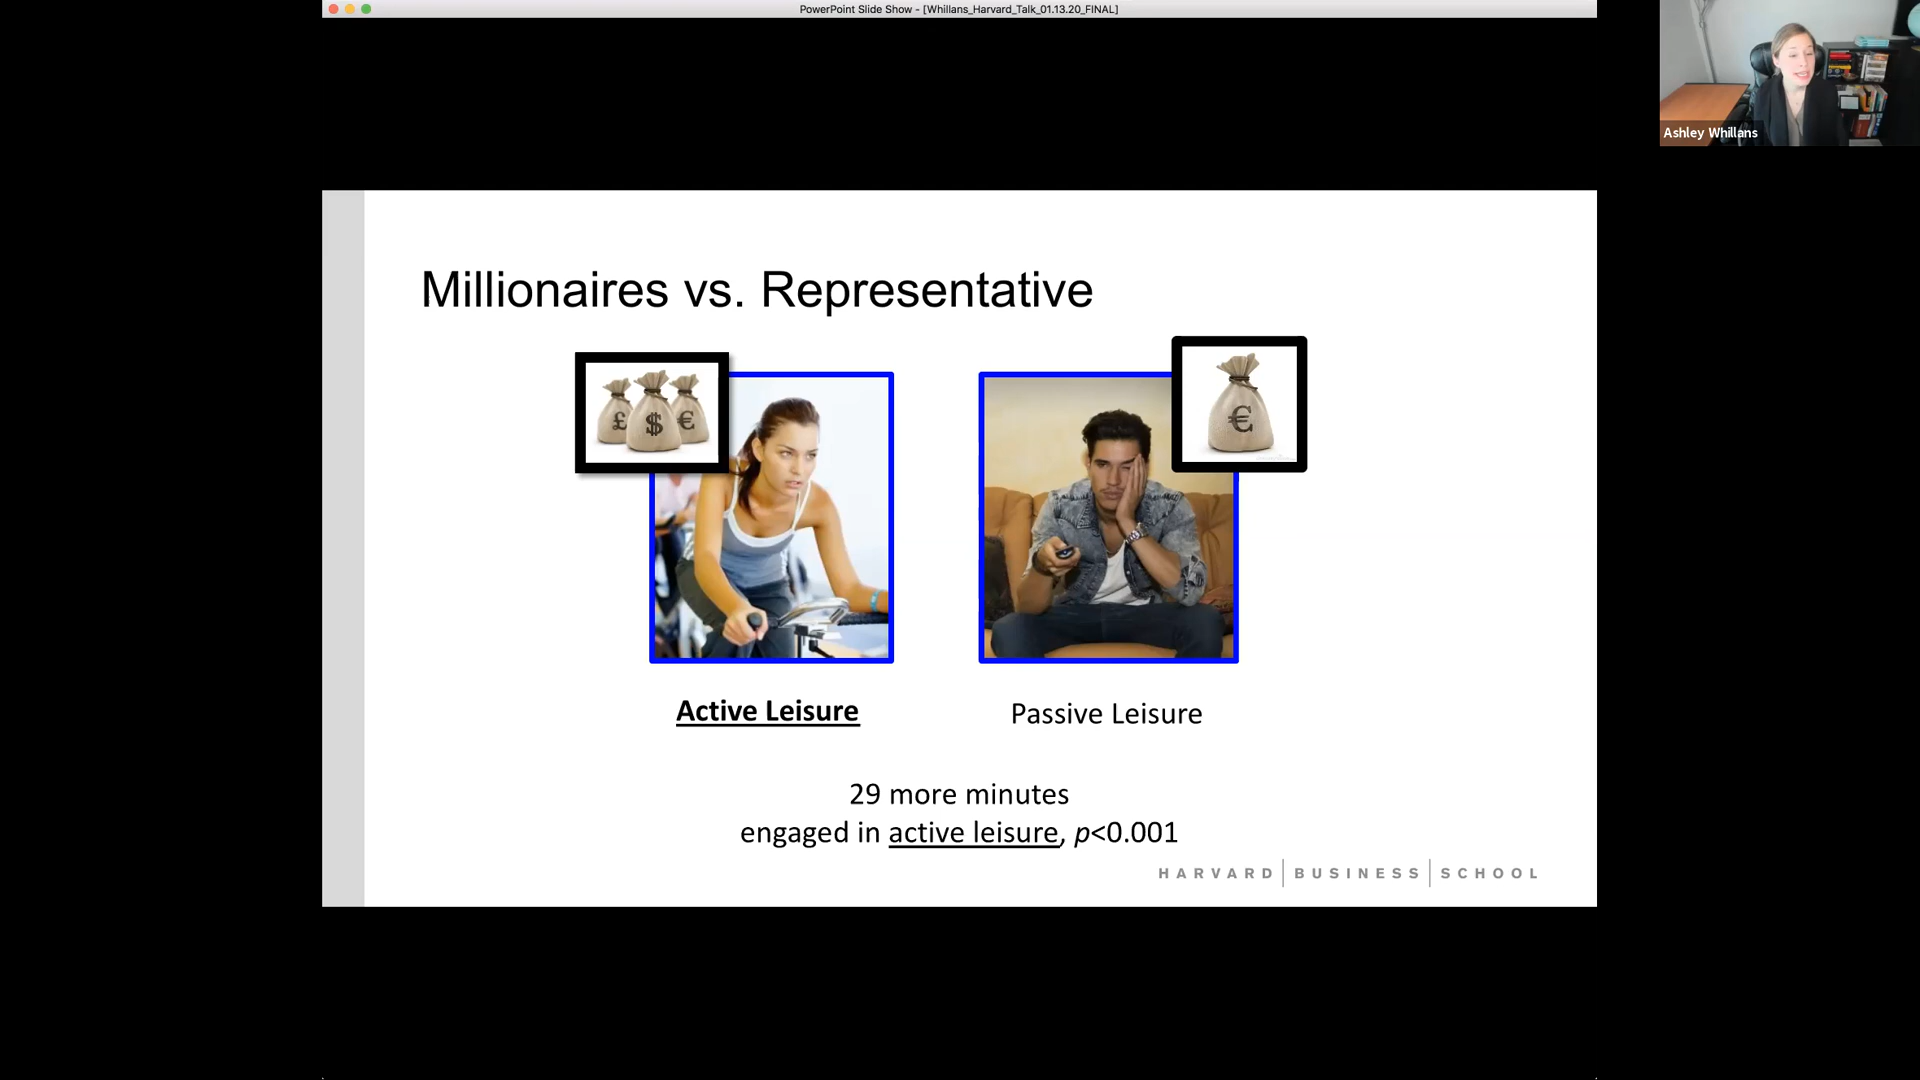 PowerPoint Slide Show - [Whillans_Harvard_Talk_01.13.20_FINAL]
Ashley Whillans
Millionaires vs. Representative
£ $ €
€
Active Leisure
Passive Leisure
29 more minutes
engaged in active leisure, p<0.001
HARVARD BUSINESS SCHOOL